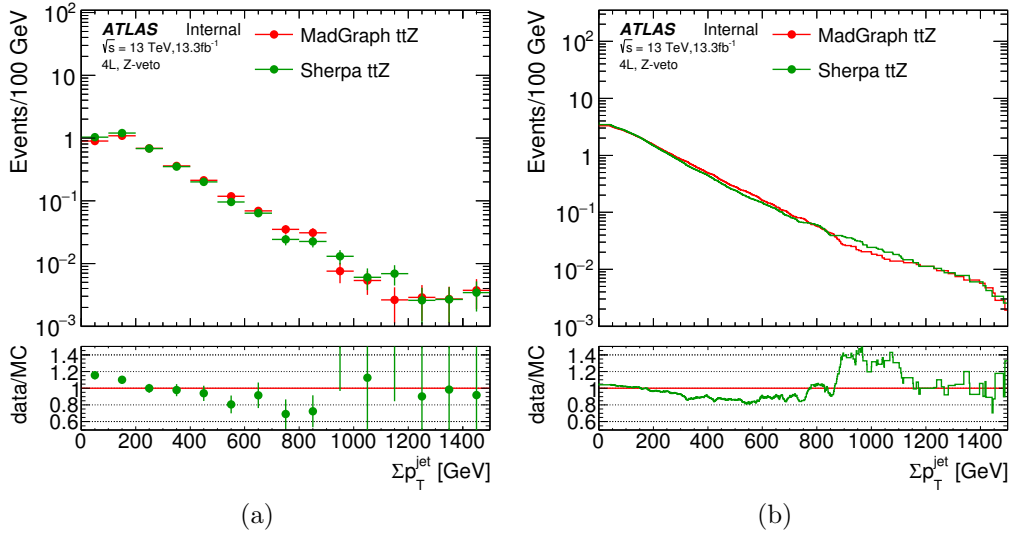 ATLAS Internal
√s = 13 TeV,13.3fb⁻¹
4L, Z-veto
MadGraph ttZ
Sherpa ttZ
Events/100 GeV
10
1
10⁻¹
10⁻²
10⁻³
data/MC
1.4
1.2
1
0.8
0.6
0 200 400 600 800 1000 1200 1400
Σp_T^jet [GeV]
(a)
ATLAS Internal
√s = 13 TeV,13.3fb⁻¹
4L, Z-veto
MadGraph ttZ
Sherpa ttZ
Events/100 GeV
10²
10
1
10⁻¹
10⁻²
10⁻³
data/MC
1.4
1.2
1
0.8
0.6
0 200 400 600 800 1000 1200 1400
Σp_T^jet [GeV]
(b)